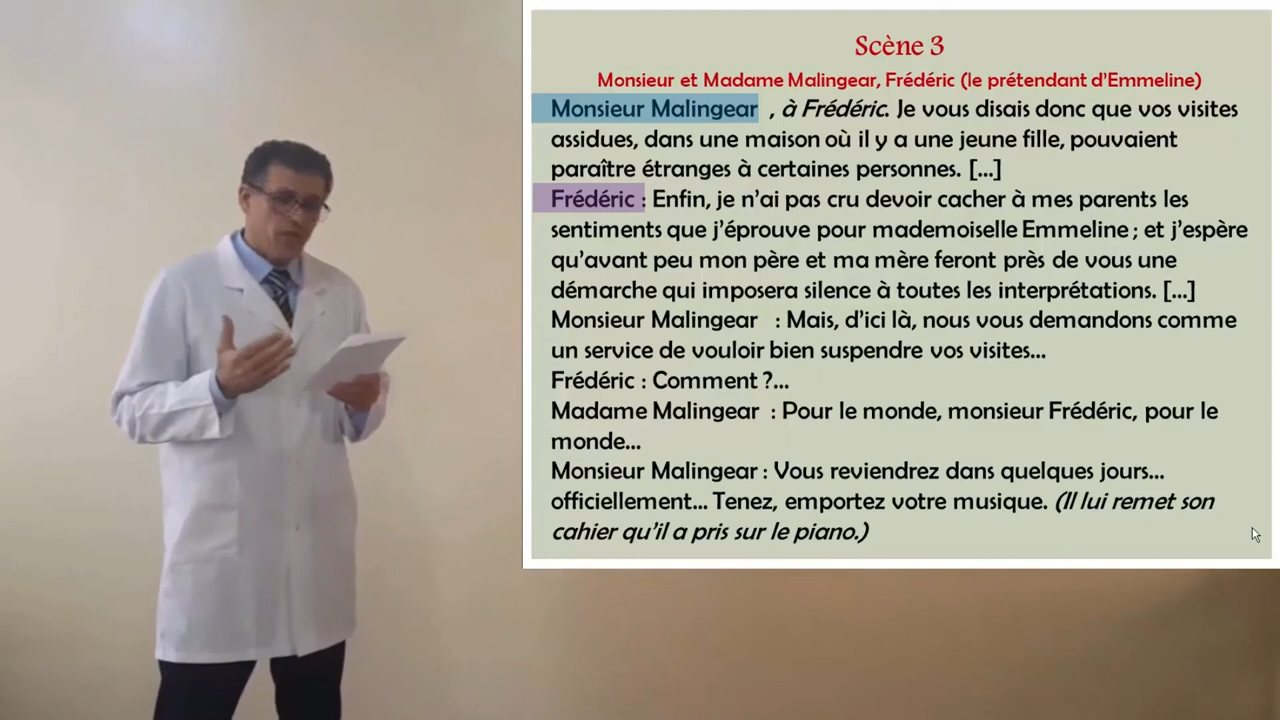 Scène 3
Monsieur et Madame Malingear, Frédéric (le prétendant d'Emmeline)
Monsieur Malingear , à Frédéric. Je vous disais donc que vos visites
assidues, dans une maison où il y a une jeune fille, pouvaient
paraître étranges à certaines personnes. [...]
Frédéric : Enfin, je n'ai pas cru devoir cacher à mes parents les
sentiments que j'éprouve pour mademoiselle Emmeline ; et j'espère
qu'avant peu mon père et ma mère feront près de vous une
démarche qui imposera silence à toutes les interprétations. [...]
Monsieur Malingear : Mais, d'ici là, nous vous demandons comme
un service de vouloir bien suspendre vos visites...
Frédéric : Comment ?...
Madame Malingear : Pour le monde, monsieur Frédéric, pour le
monde...
Monsieur Malingear : Vous reviendrez dans quelques jours...
officiellement... Tenez, emportez votre musique. (Il lui remet son
cahier qu'il a pris sur le piano.)